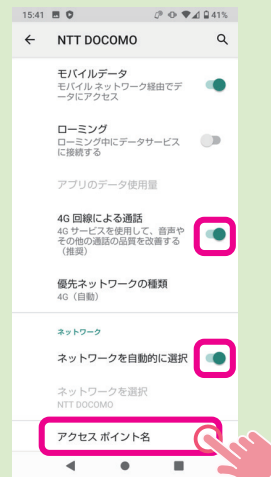 15:41 41%
NTT DOCOMO
モバイルデータ
モバイル ネットワーク経由でデ
ータにアクセス
ローミング
ローミング中にデータサービス
に接続する
アプリのデータ使用量
4G 回線による通話
4G サービスを使用して、音声や
その他の通話の品質を改善する
（推奨）
優先ネットワークの種類
4G（自動）
ネットワーク
ネットワークを自動的に選択
ネットワークを選択
NTT DOCOMO
アクセス ポイント名